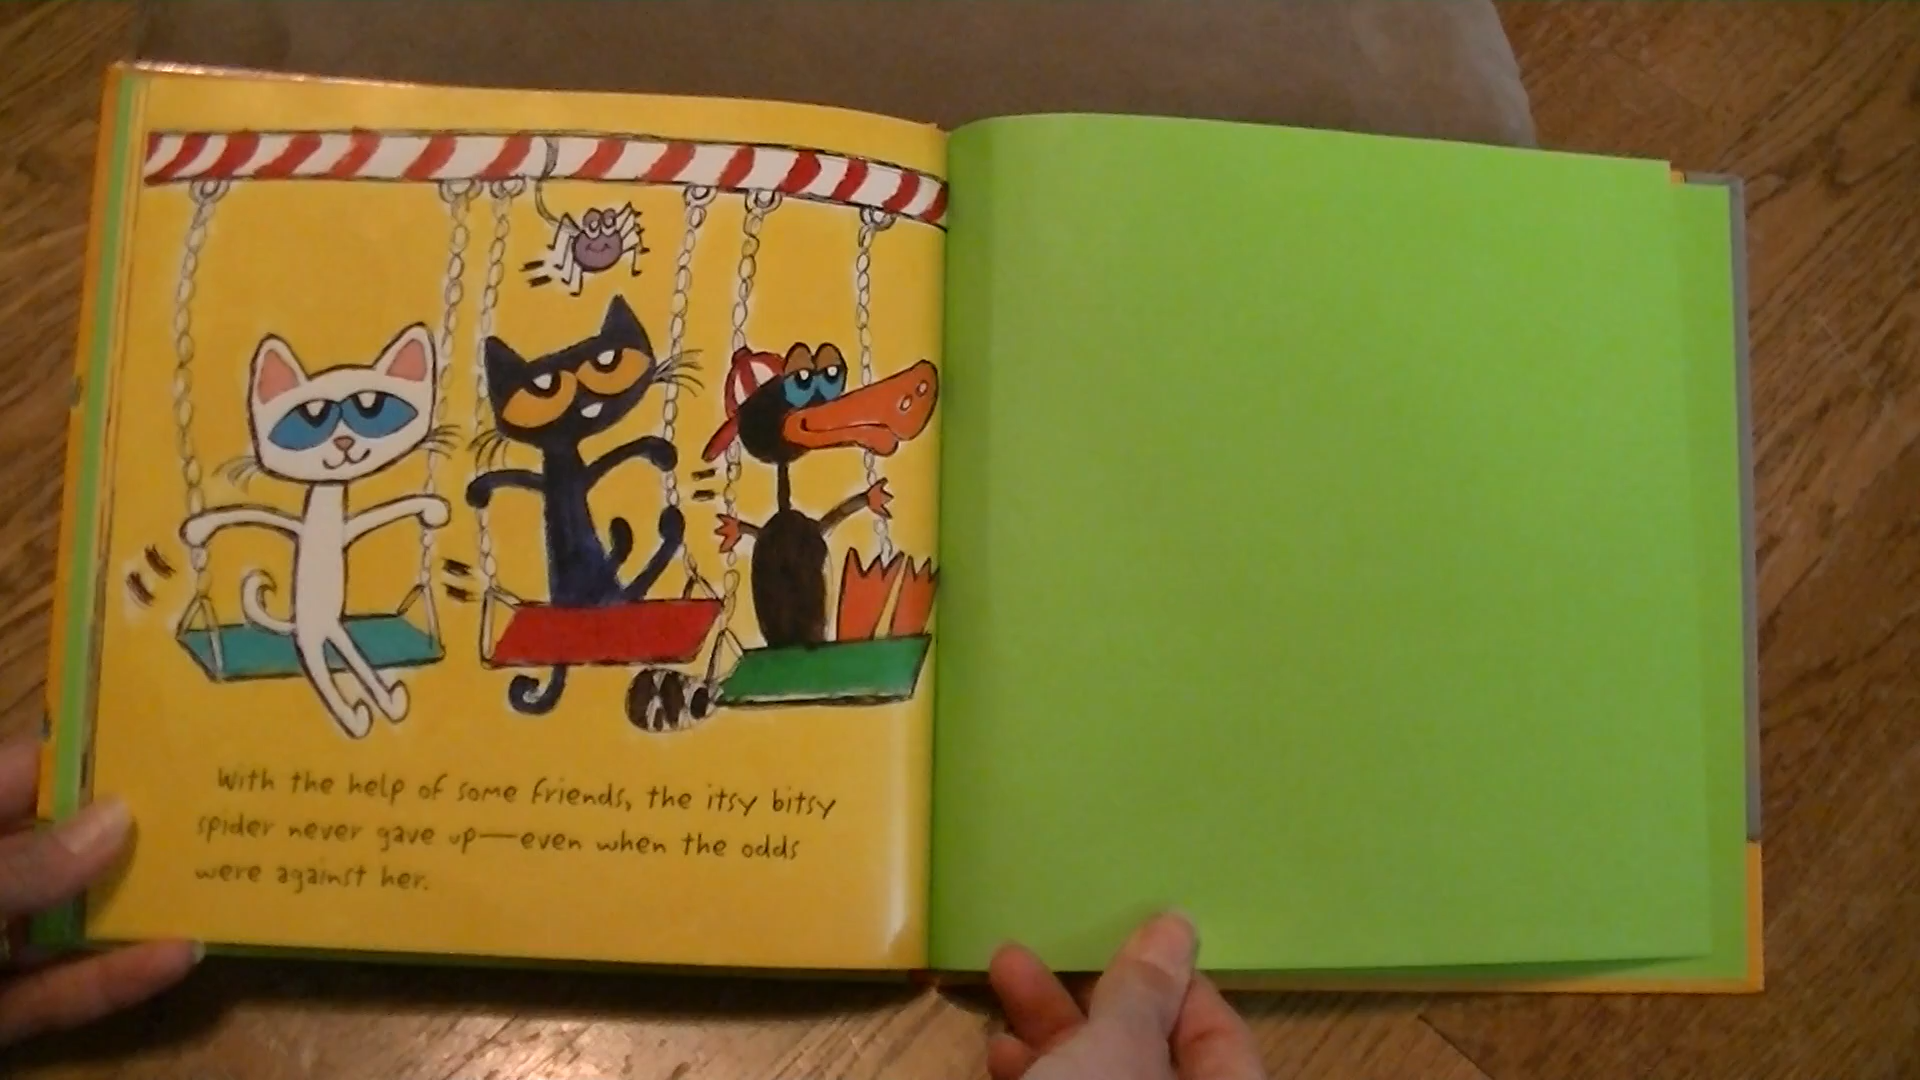 With the help of some friends, the itsy bitsy
spider never gave up—even when the odds
were against her.